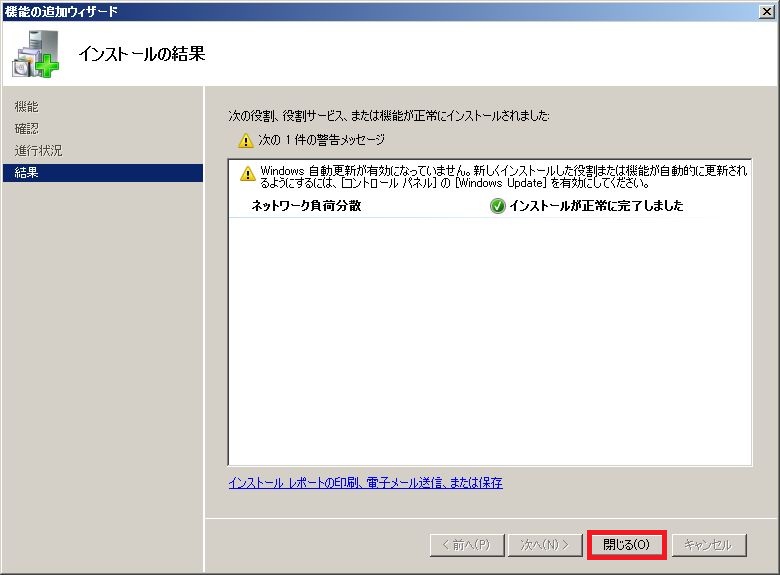 機能の追加ウィザード
インストールの結果
機能
確認
進行状況
結果
次の役割、役割サービス、または機能が正常にインストールされました:
次の 1 件の警告メッセージ
Windows 自動更新が有効になっていません。新しくインストールした役割または機能が自動的に更新され
るようにするには、[コントロール パネル] の [Windows Update] を有効にしてください。
ネットワーク負荷分散 インストールが正常に完了しました
インストール レポートの印刷、電子メール送信、または保存
< 前へ(P) 次へ(N) > 閉じる(O) キャンセル